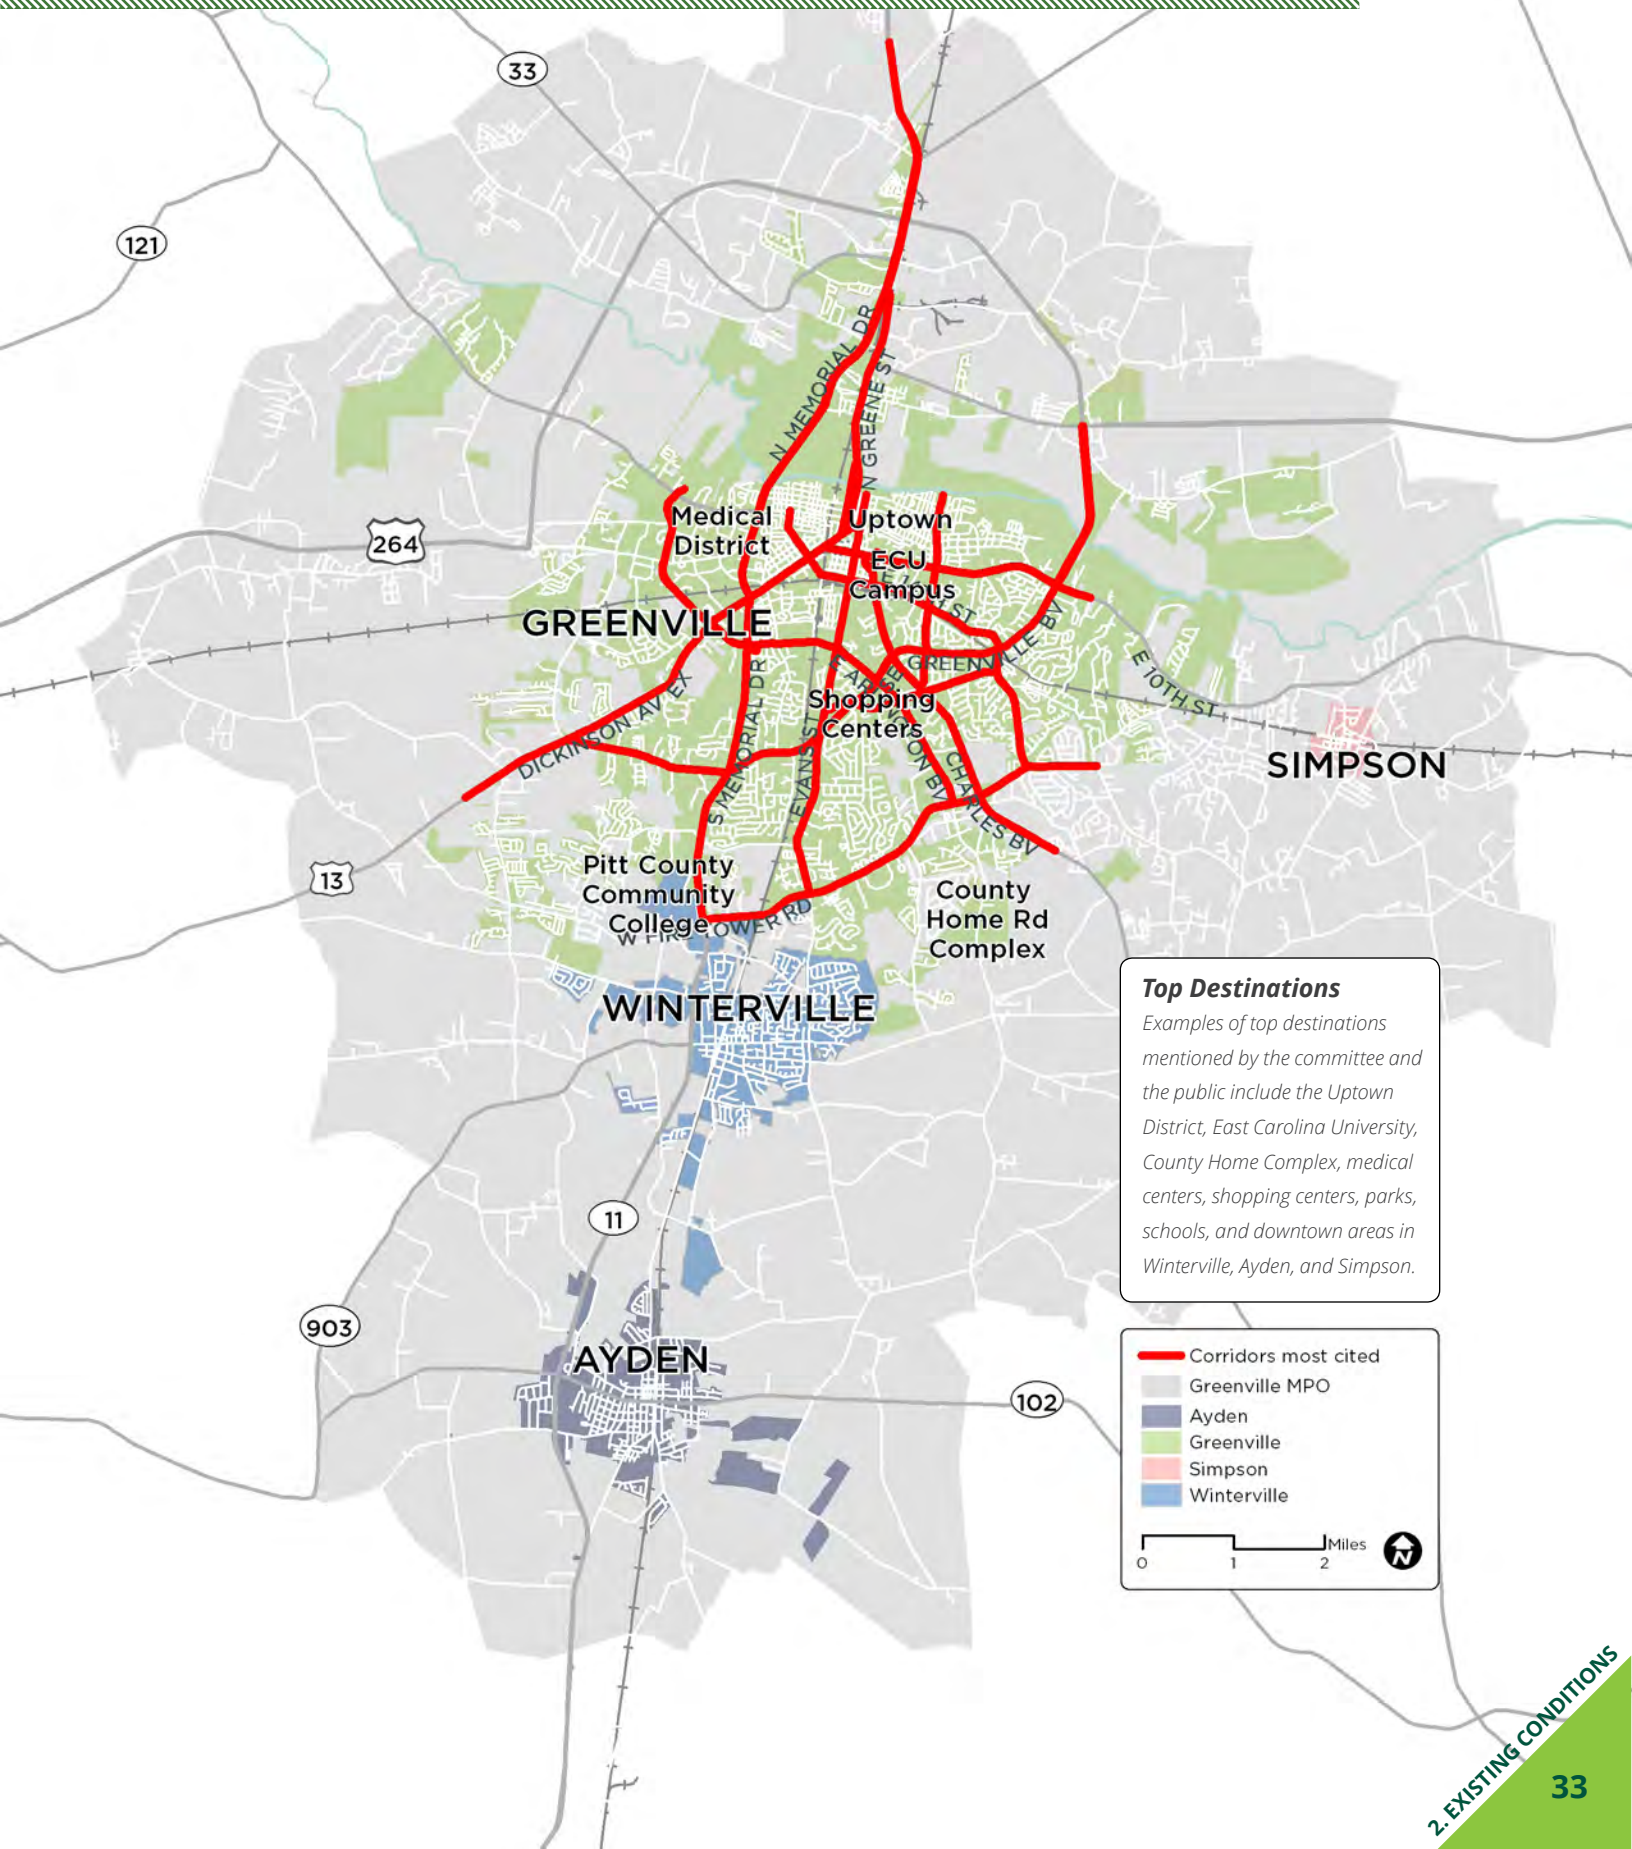 33
121
N MEMORIAL DR
N GREENE ST
264
Medical
District
Uptown
ECU
Campus
ST
GREENVILLE
GREENVILLE BV
E 10TH ST
Shopping
Centers
DICKINSON AV EX
S MEMORIAL DR
EVANS ST
CHARLES BV
SIMPSON
13
Pitt County
Community
College
W FIRE TOWER RD
County
Home Rd
Complex
WINTERVILLE
Top Destinations
Examples of top destinations
mentioned by the committee and
the public include the Uptown
District, East Carolina University,
County Home Complex, medical
centers, shopping centers, parks,
schools, and downtown areas in
Winterville, Ayden, and Simpson.
11
903
AYDEN
102
Corridors most cited
Greenville MPO
Ayden
Greenville
Simpson
Winterville
Miles
0 1 2
N
2. EXISTING CONDITIONS
33